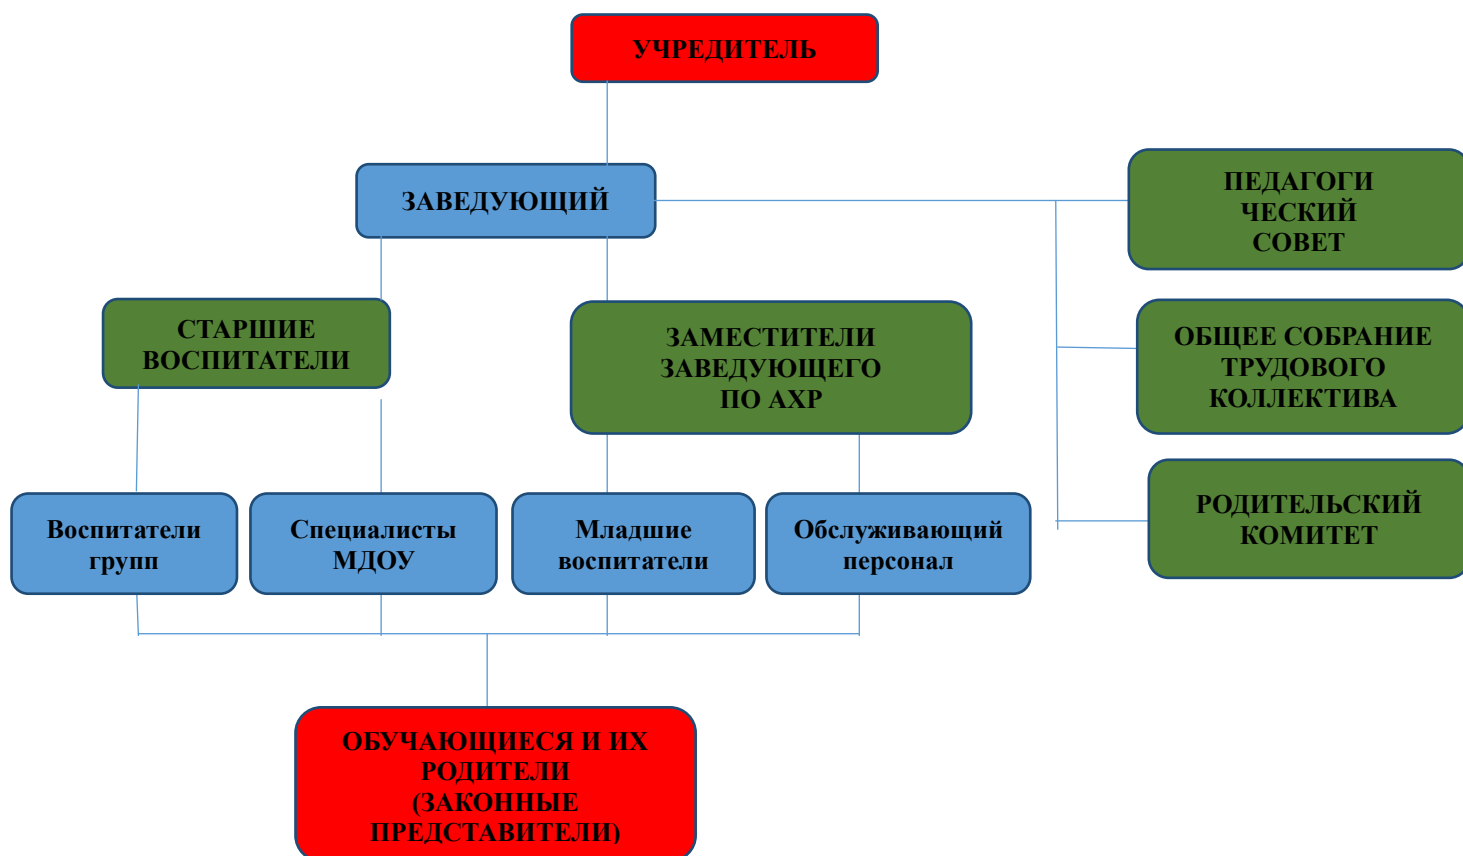 УЧРЕДИТЕЛЬ
ЗАВЕДУЮЩИЙ
ПЕДАГОГИ
ЧЕСКИЙ
СОВЕТ
СТАРШИЕ
ВОСПИТАТЕЛИ
ЗАМЕСТИТЕЛИ
ЗАВЕДУЮЩЕГО
ПО АХР
ОБЩЕЕ СОБРАНИЕ
ТРУДОВОГО
КОЛЛЕКТИВА
РОДИТЕЛЬСКИЙ
КОМИТЕТ
Воспитатели
групп
Специалисты
МДОУ
Младшие
воспитатели
Обслуживающий
персонал
ОБУЧАЮЩИЕСЯ И ИХ
РОДИТЕЛИ
(ЗАКОННЫЕ
ПРЕДСТАВИТЕЛИ)